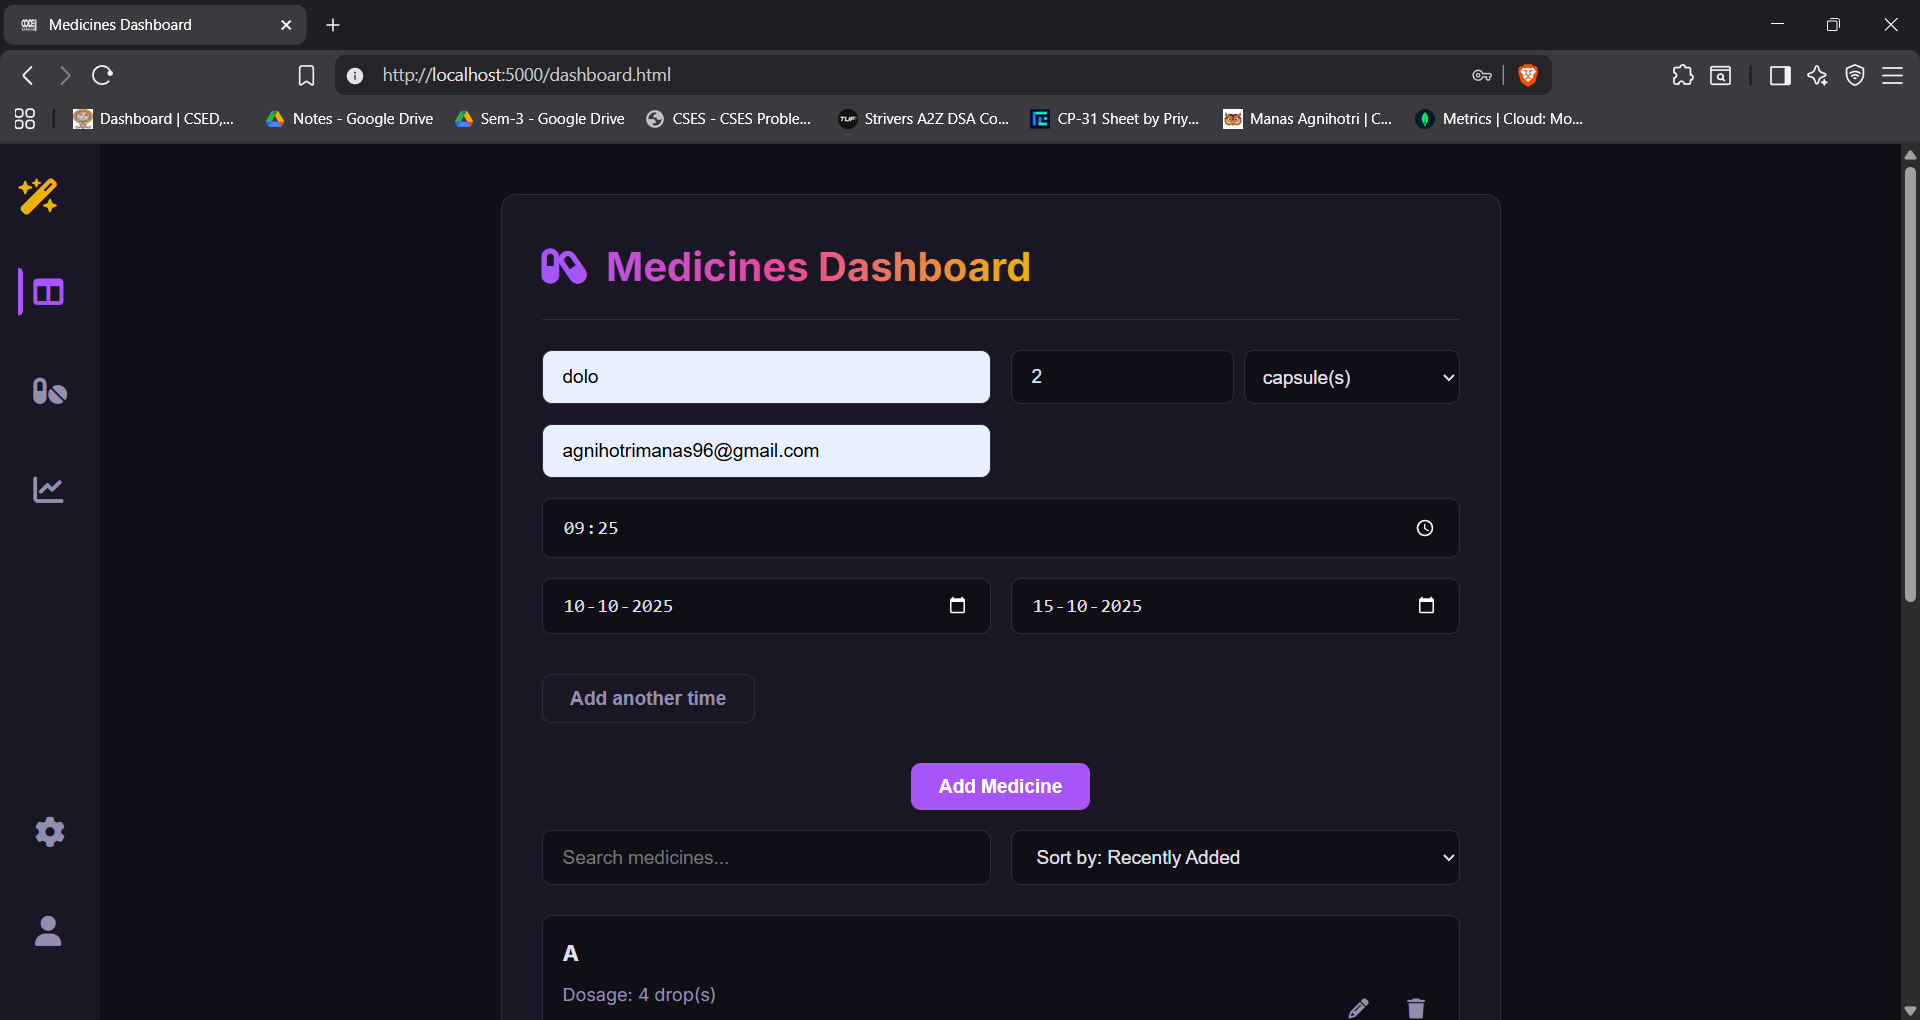 Medicines Dashboard
http://localhost:5000/dashboard.html
Dashboard | CSED,...
Notes - Google Drive
Sem-3 - Google Drive
CSES - CSES Proble...
TUF
Strivers A2Z DSA Co...
CP-31 Sheet by Priy...
Manas Agnihotri | C...
Metrics | Cloud: Mo...
Medicines Dashboard
dolo
2
capsule(s)
agnihotrimanas96@gmail.com
09:25
10-10-2025
15-10-2025
Add another time
Add Medicine
Search medicines...
Sort by: Recently Added
A
Dosage: 4 drop(s)